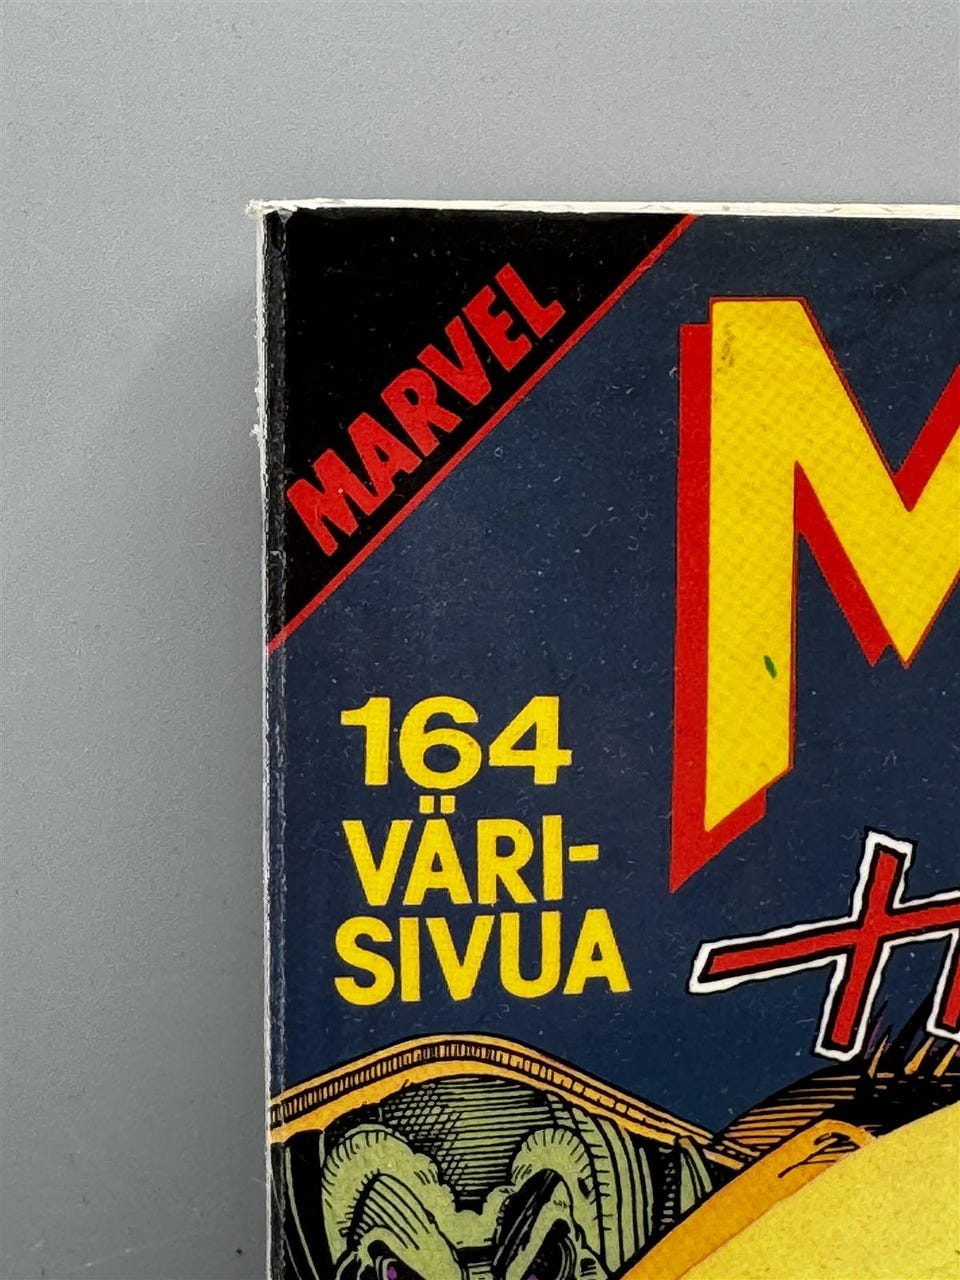 MARVEL
M
164
VÄRI-
SIVUA